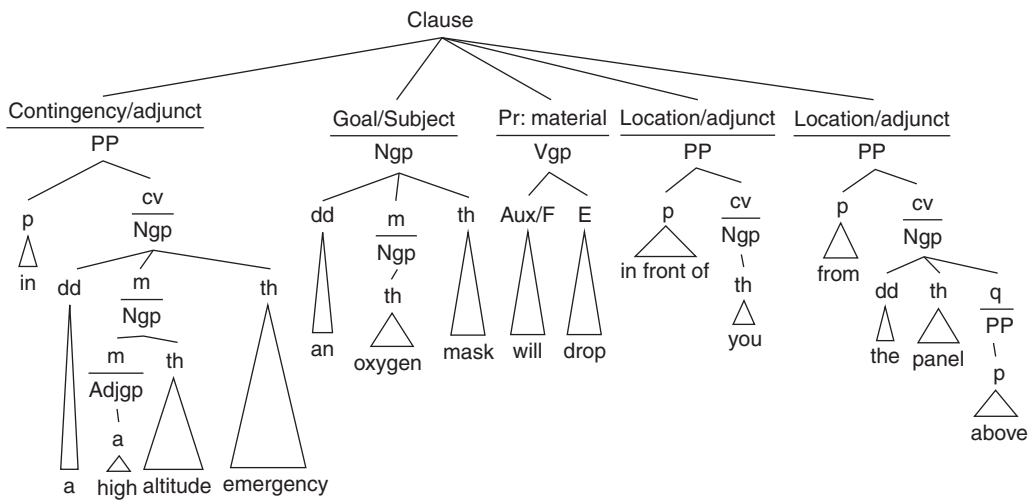 Clause
Contingency/adjunct Goal/Subject Pr: material Location/adjunct Location/adjunct
PP Ngp Vgp PP PP
p cv dd m th Aux/F E p cv p cv
Ngp Ngp Ngp Ngp
in in front of from
dd m th th th dd th q
Ngp PP
an oxygen mask will drop you the panel
m th p
Adjgp
a above
a high altitude emergency